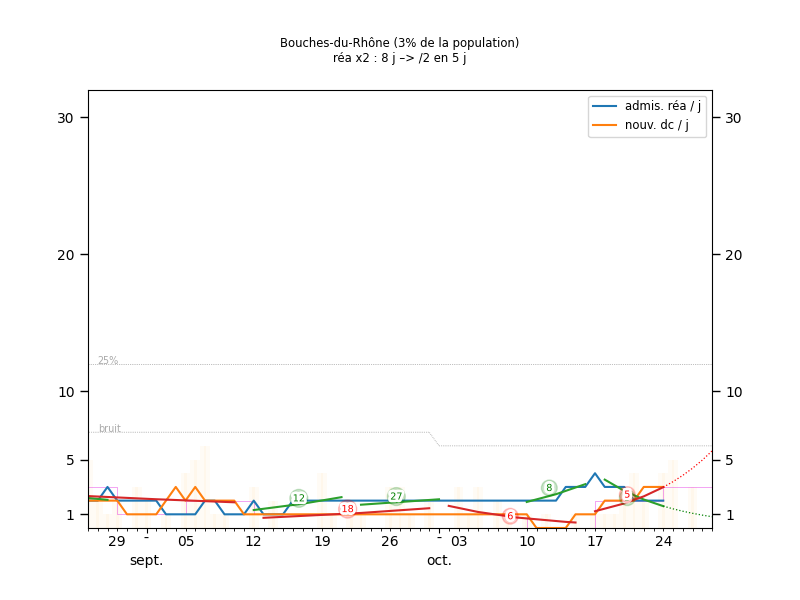 Bouches-du-Rhône (3% de la population)
réa x2 : 8 j –> /2 en 5 j
admis. réa / j
nouv. dc / j
30 30
20 20
25%
10 10
bruit
5 5
12 27 8 5
18 6
1 1
29 - 05 12 19 26 - 03 10 17 24
sept. oct.